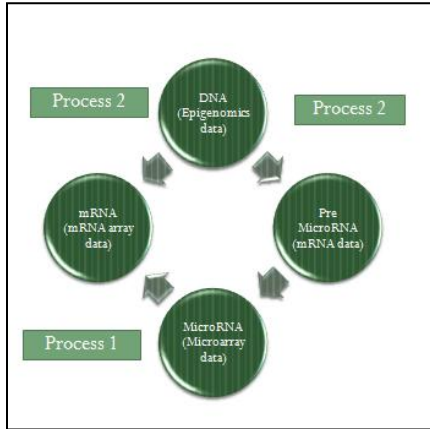 Process 2
DNA
(Epigenomics
data)
Process 2
mRNA
(mRNA array
data)
Pre
MicroRNA
(mRNA data)
MicroRNA
(Microarray
data)
Process 1